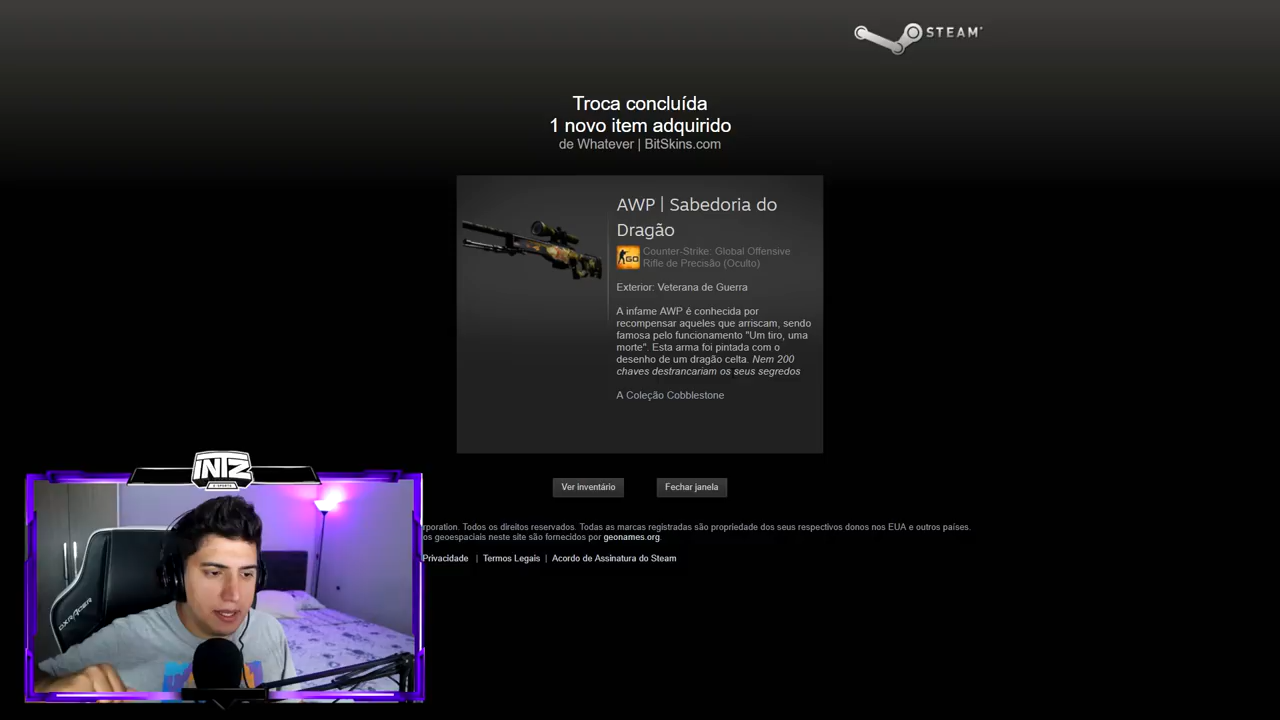 STEAM
Troca concluída
1 novo item adquirido
de Whatever | BitSkins.com
AWP | Sabedoria do
Dragão
Counter-Strike: Global Offensive
Rifle de Precisão (Oculto)
Exterior: Veterana de Guerra
A infame AWP é conhecida por
recompensar aqueles que arriscam, sendo
famosa pelo funcionamento "Um tiro, uma
morte". Esta arma foi pintada com o
desenho de um dragão celta. Nem 200
chaves destrancariam os seus segredos
A Coleção Cobblestone
Ver inventário
Fechar janela
rporation. Todos os direitos reservados. Todas as marcas registradas são propriedade dos seus respectivos donos nos EUA e outros países.
os geoespaciais neste site são fornecidos por geonames.org.
Privacidade | Termos Legais | Acordo de Assinatura do Steam
INTZ
DXRACER